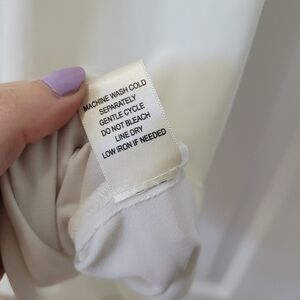 MACHINE WASH COLD
SEPARATELY
GENTLE CYCLE
DO NOT BLEACH
LINE DRY
LOW IRON IF NEEDED